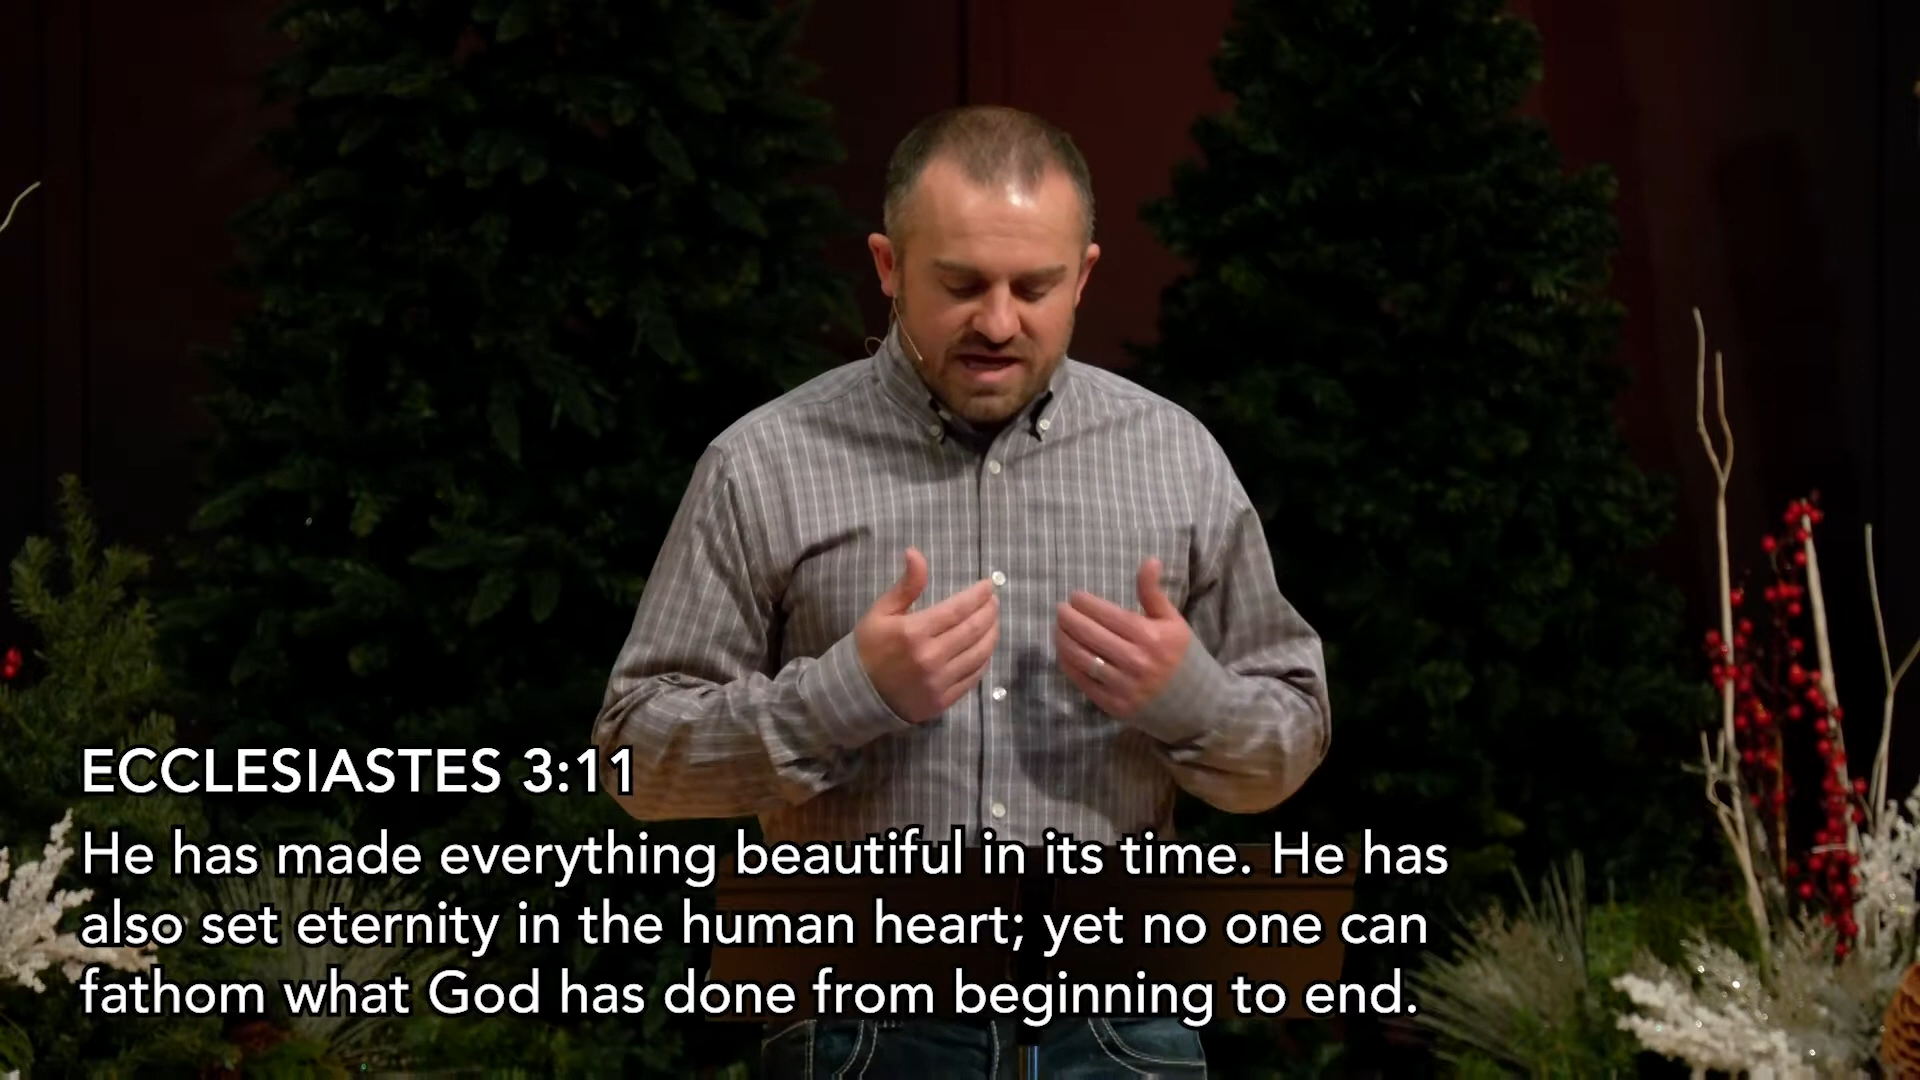 ECCLESIASTES 3:11
He has made everything beautiful in its time. He has
also set eternity in the human heart; yet no one can
fathom what God has done from beginning to end.